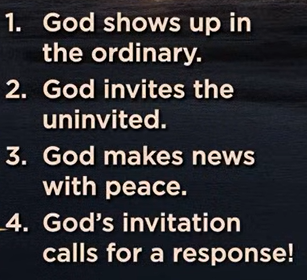 1. God shows up in
the ordinary.
2. God invites the
uninvited.
3. God makes news
with peace.
4. God's invitation
calls for a response!